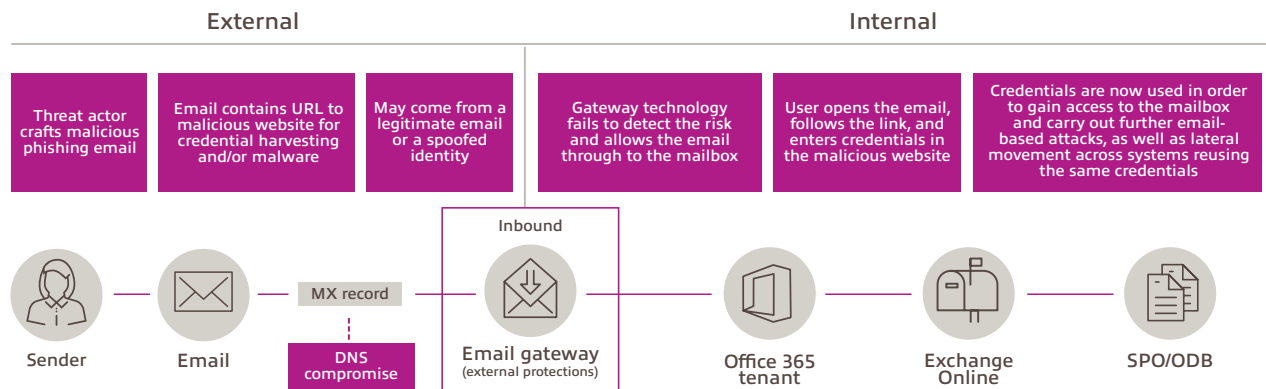 External
Internal
Threat actor
crafts malicious
phishing email
Email contains URL to
malicious website for
credential harvesting
and/or malware
May come from a
legitimate email
or a spoofed
identity
Gateway technology
fails to detect the risk
and allows the email
through to the mailbox
User opens the email,
follows the link, and
enters credentials in
the malicious website
Credentials are now used in order
to gain access to the mailbox
and carry out further email-
based attacks, as well as lateral
movement across systems reusing
the same credentials
Inbound
MX record
Sender
Email
DNS
compromise
Email gateway
(external protections)
Office 365
tenant
Exchange
Online
SPO/ODB